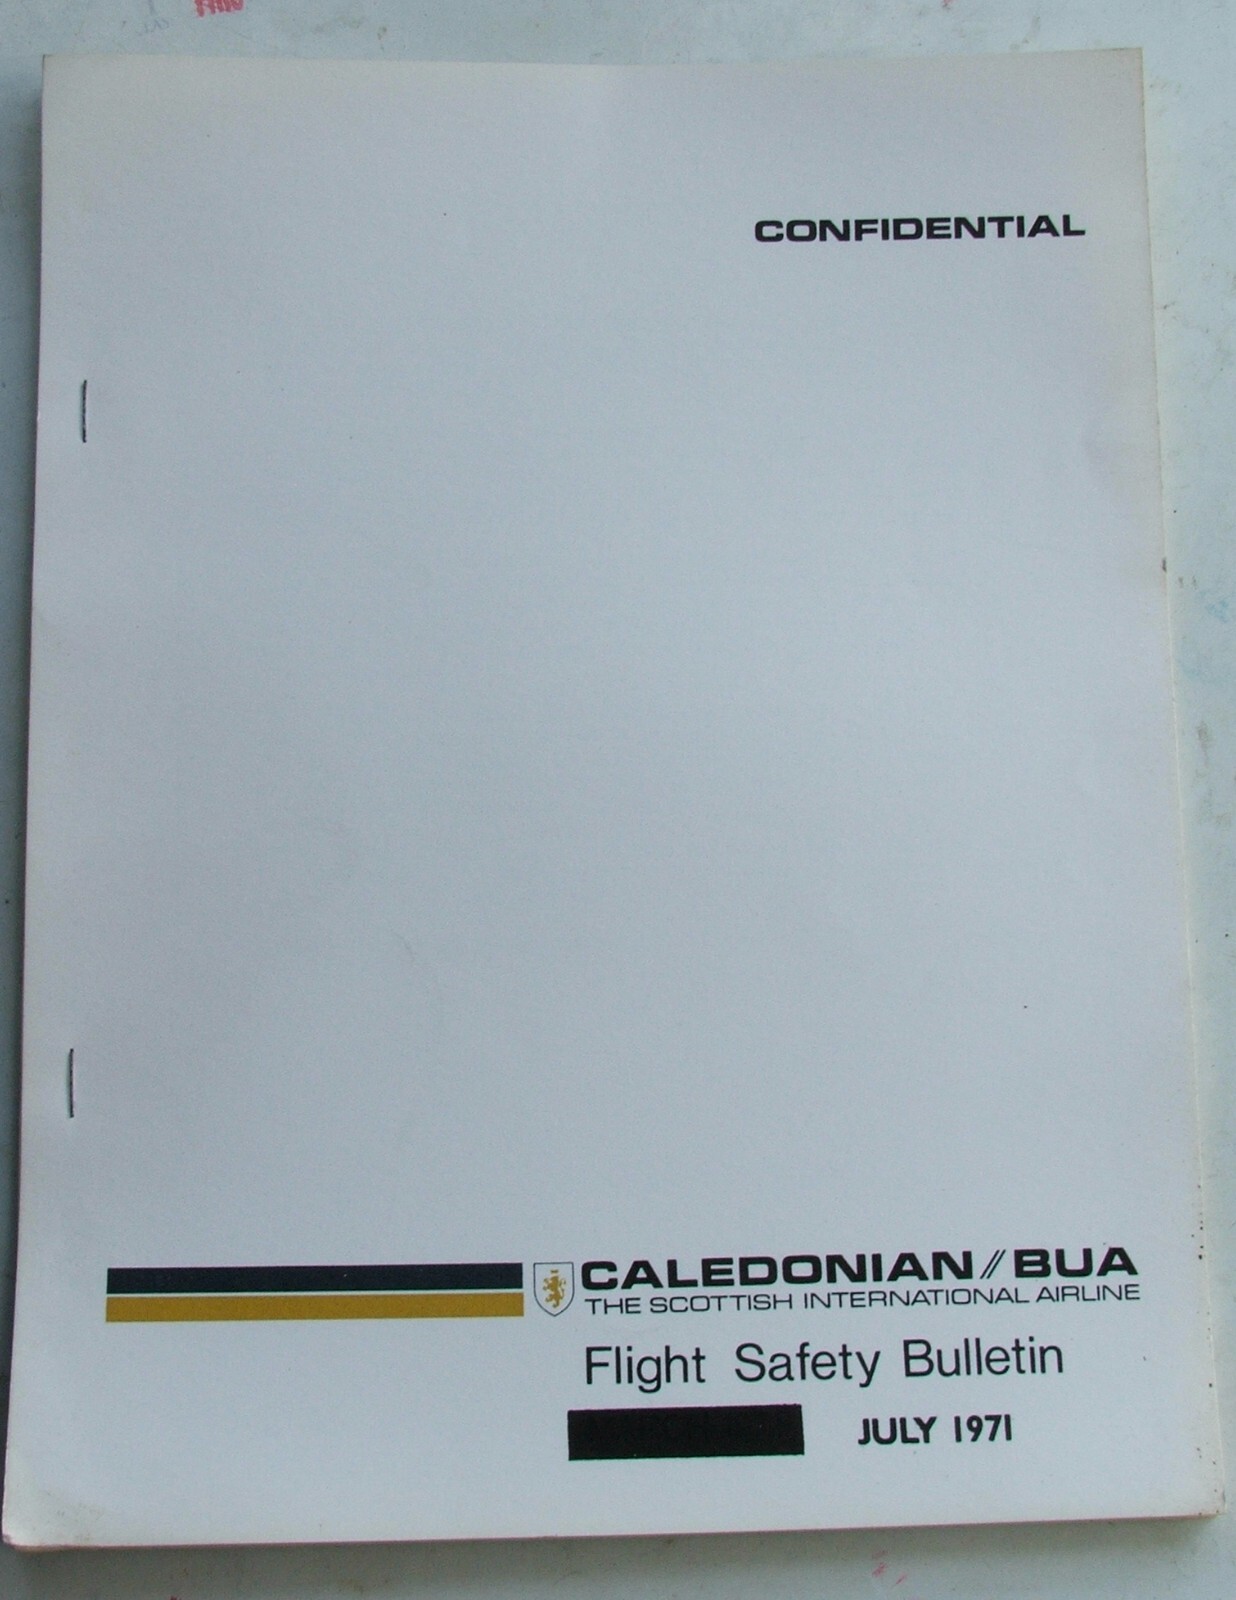 CONFIDENTIAL
CALEDONIAN//BUA
THE SCOTTISH INTERNATIONAL AIRLINE
Flight Safety Bulletin
JULY 1971